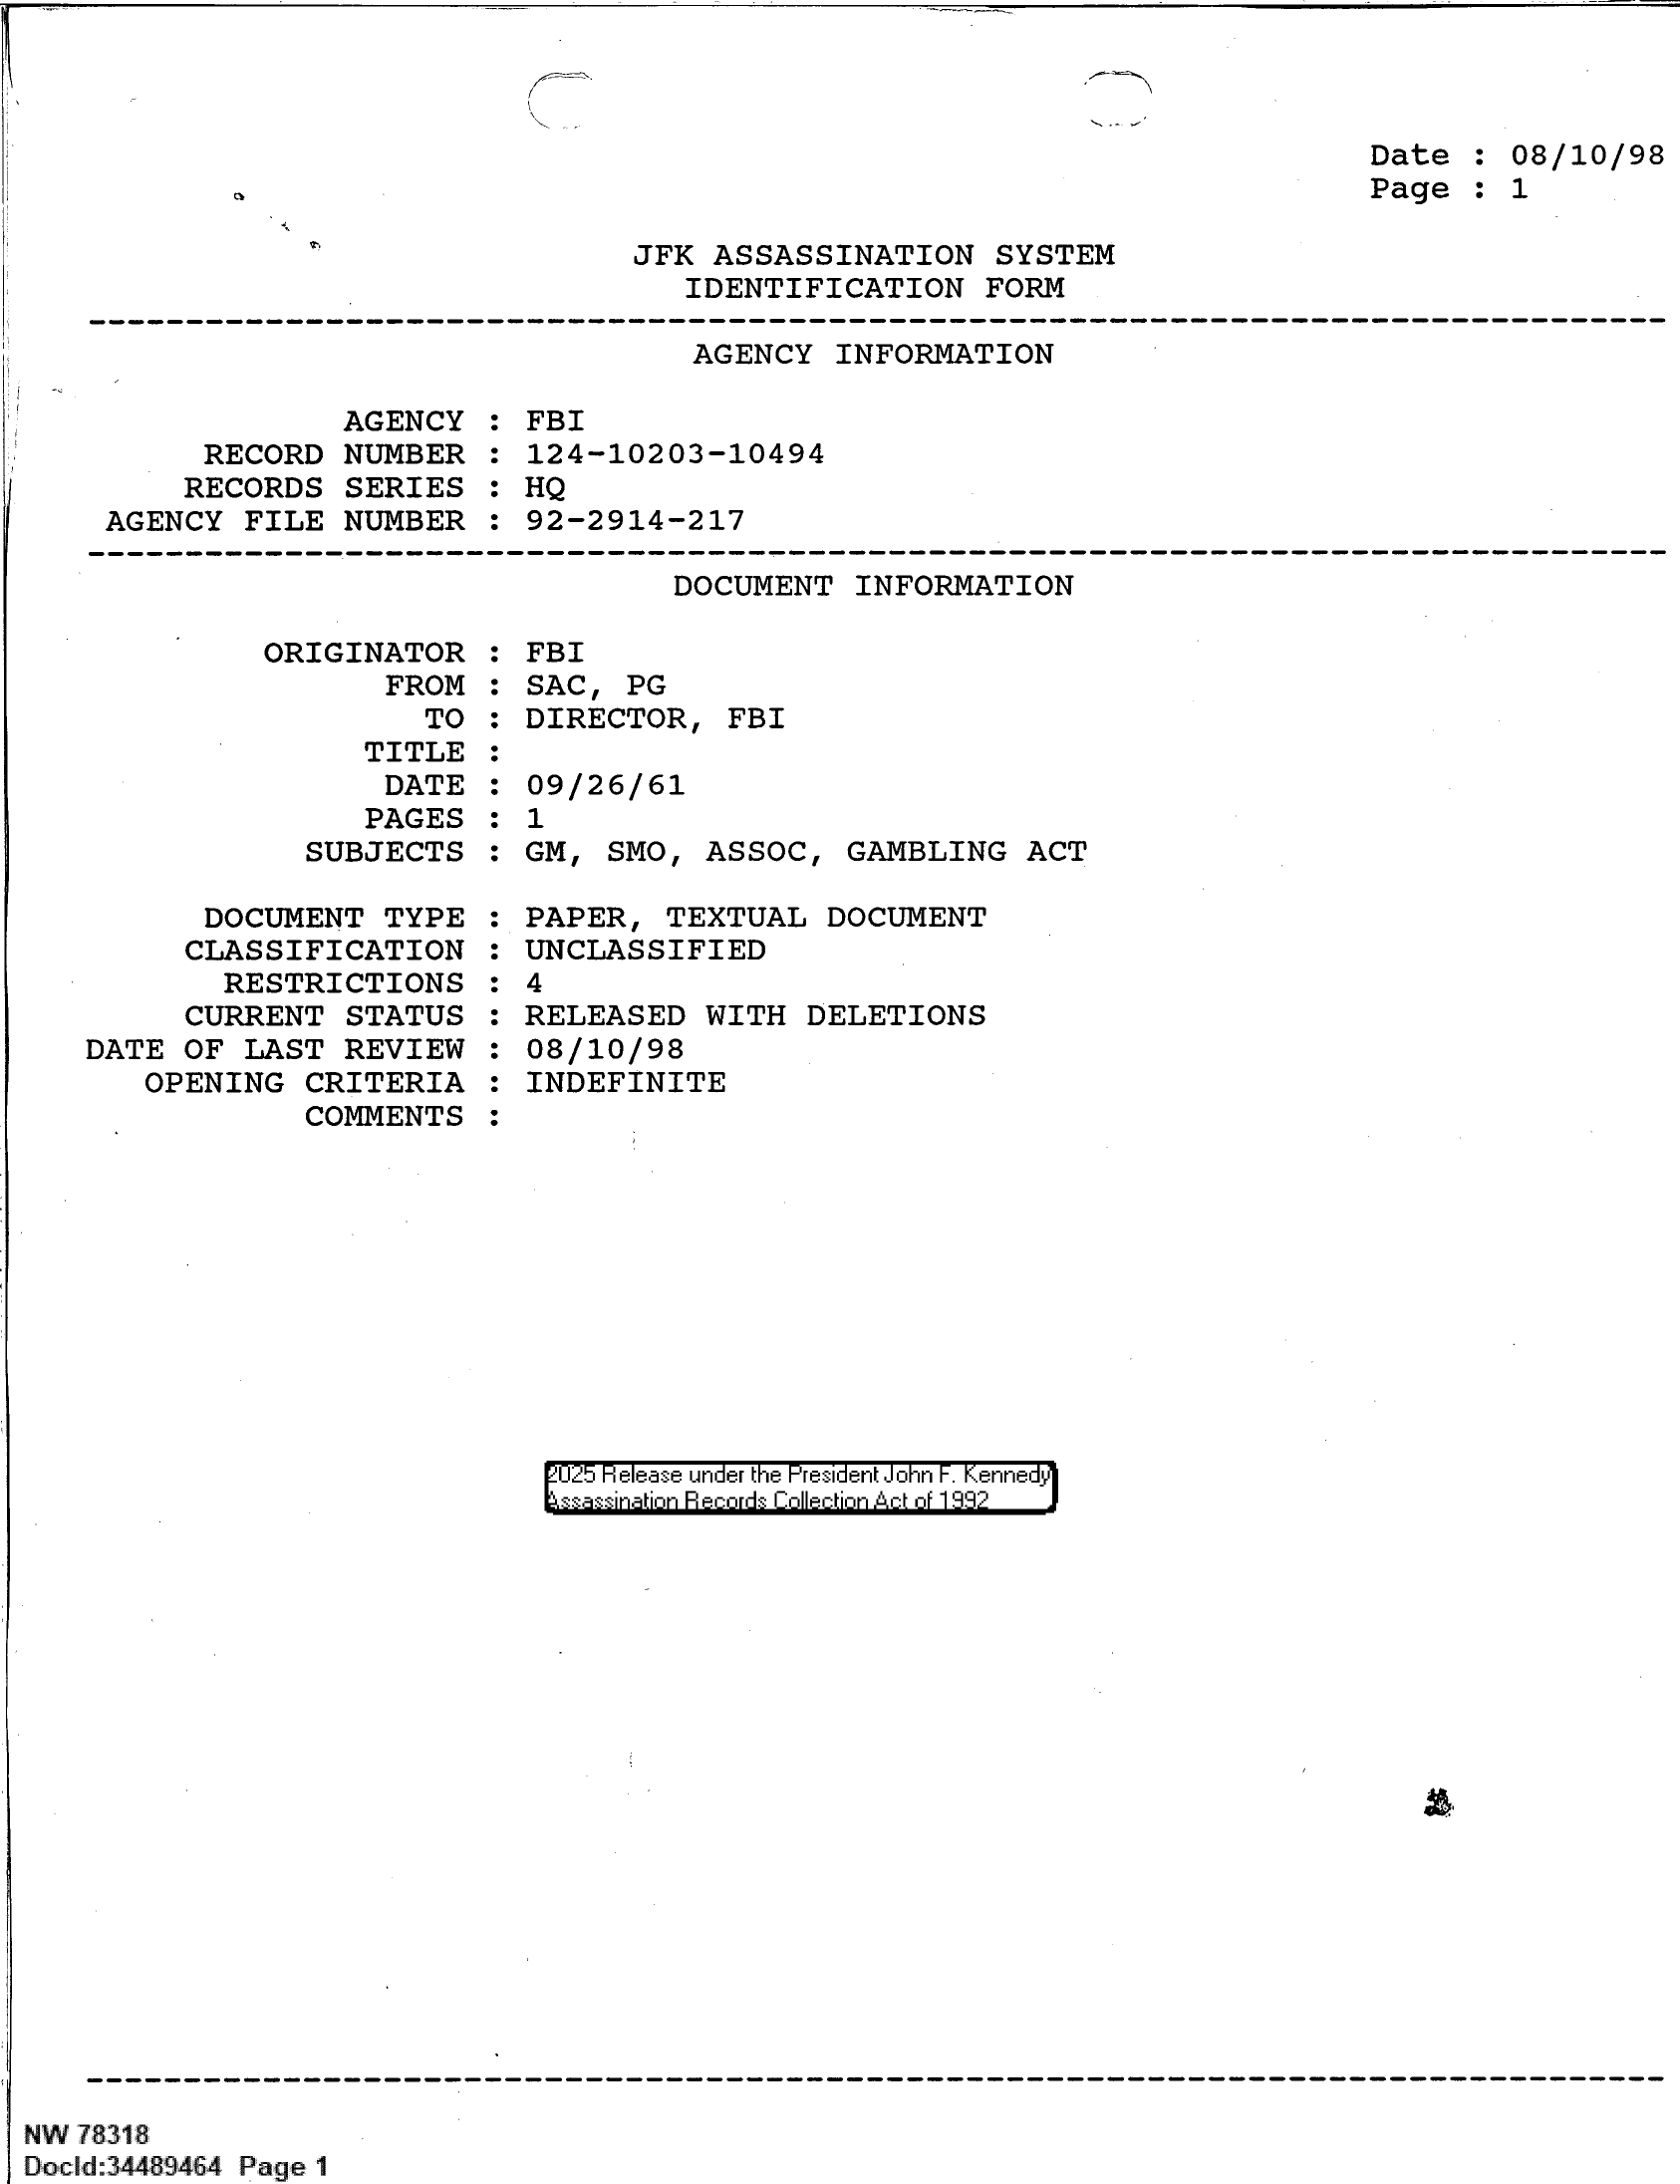 Date : 08/10/98
Page : 1
JFK ASSASSINATION SYSTEM
IDENTIFICATION FORM
--------------------------------------------------------------------------------
AGENCY INFORMATION
AGENCY : FBI
RECORD NUMBER : 124-10203-10494
RECORDS SERIES : HQ
AGENCY FILE NUMBER : 92-2914-217
--------------------------------------------------------------------------------
DOCUMENT INFORMATION
ORIGINATOR : FBI
FROM : SAC, PG
TO : DIRECTOR, FBI
TITLE :
DATE : 09/26/61
PAGES : 1
SUBJECTS : GM, SMO, ASSOC, GAMBLING ACT
DOCUMENT TYPE : PAPER, TEXTUAL DOCUMENT
CLASSIFICATION : UNCLASSIFIED
RESTRICTIONS : 4
CURRENT STATUS : RELEASED WITH DELETIONS
DATE OF LAST REVIEW : 08/10/98
OPENING CRITERIA : INDEFINITE
COMMENTS :
2025 Release under the President John F. Kennedy
Assassination Records Collection Act of 1992
--------------------------------------------------------------------------------
NW 78318
DocId:34489464 Page 1